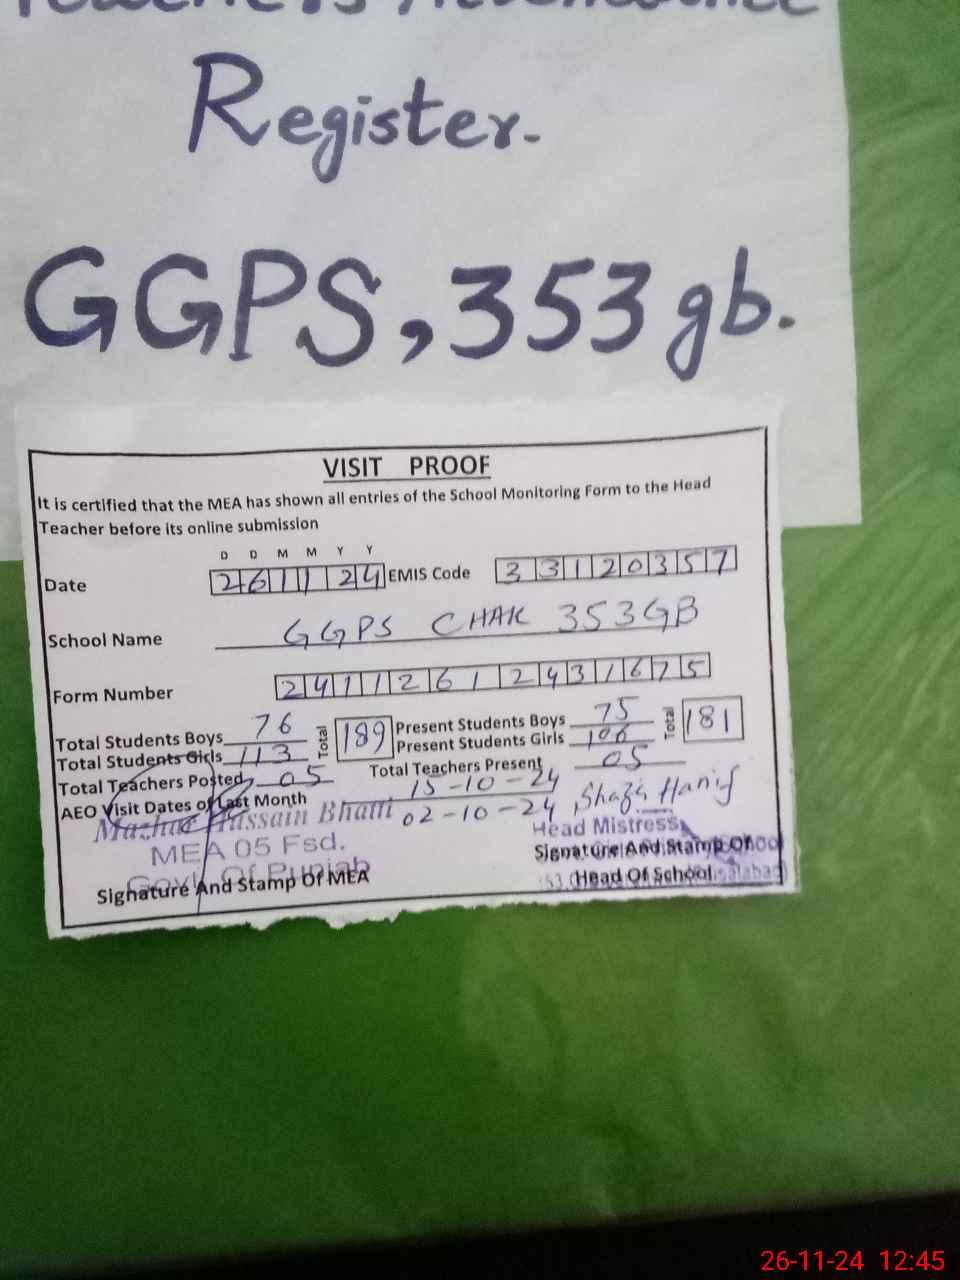 Teachers Attendance
Register.
GGPS, 353 gb.
VISIT PROOF
It is certified that the MEA has shown all entries of the School Monitoring Form to the Head
Teacher before its online submission
D D M M Y Y
Date 26 11 24 EMIS Code 33120357
School Name GGPS CHAK 353GB
Form Number 24112612431675
Total Students Boys 76 Total 189 Present Students Boys 75 Total 181
Total Students Girls 113 Present Students Girls 106
Total Teachers Posted 05 Total Teachers Present 05
AEO Visit Dates of Last Month 15-10-24
02-10-24
Mazhar Hussain Bhatti
MEA 05 Fsd.
Govt. Of Punjab
Signature And Stamp Of MEA
Shaza Hanif
Head Mistress
Signature And Stamp Of
Head Of School
26-11-24 12:45